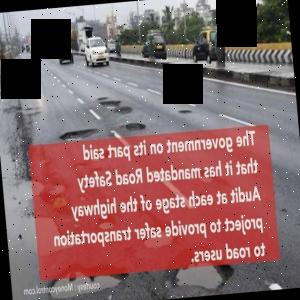 The government on its part said
that it has mandated Road Safety
Audit at each stage of the highway
project to provide safer transportation
to road users.
courtesy: Moneycontrol.com